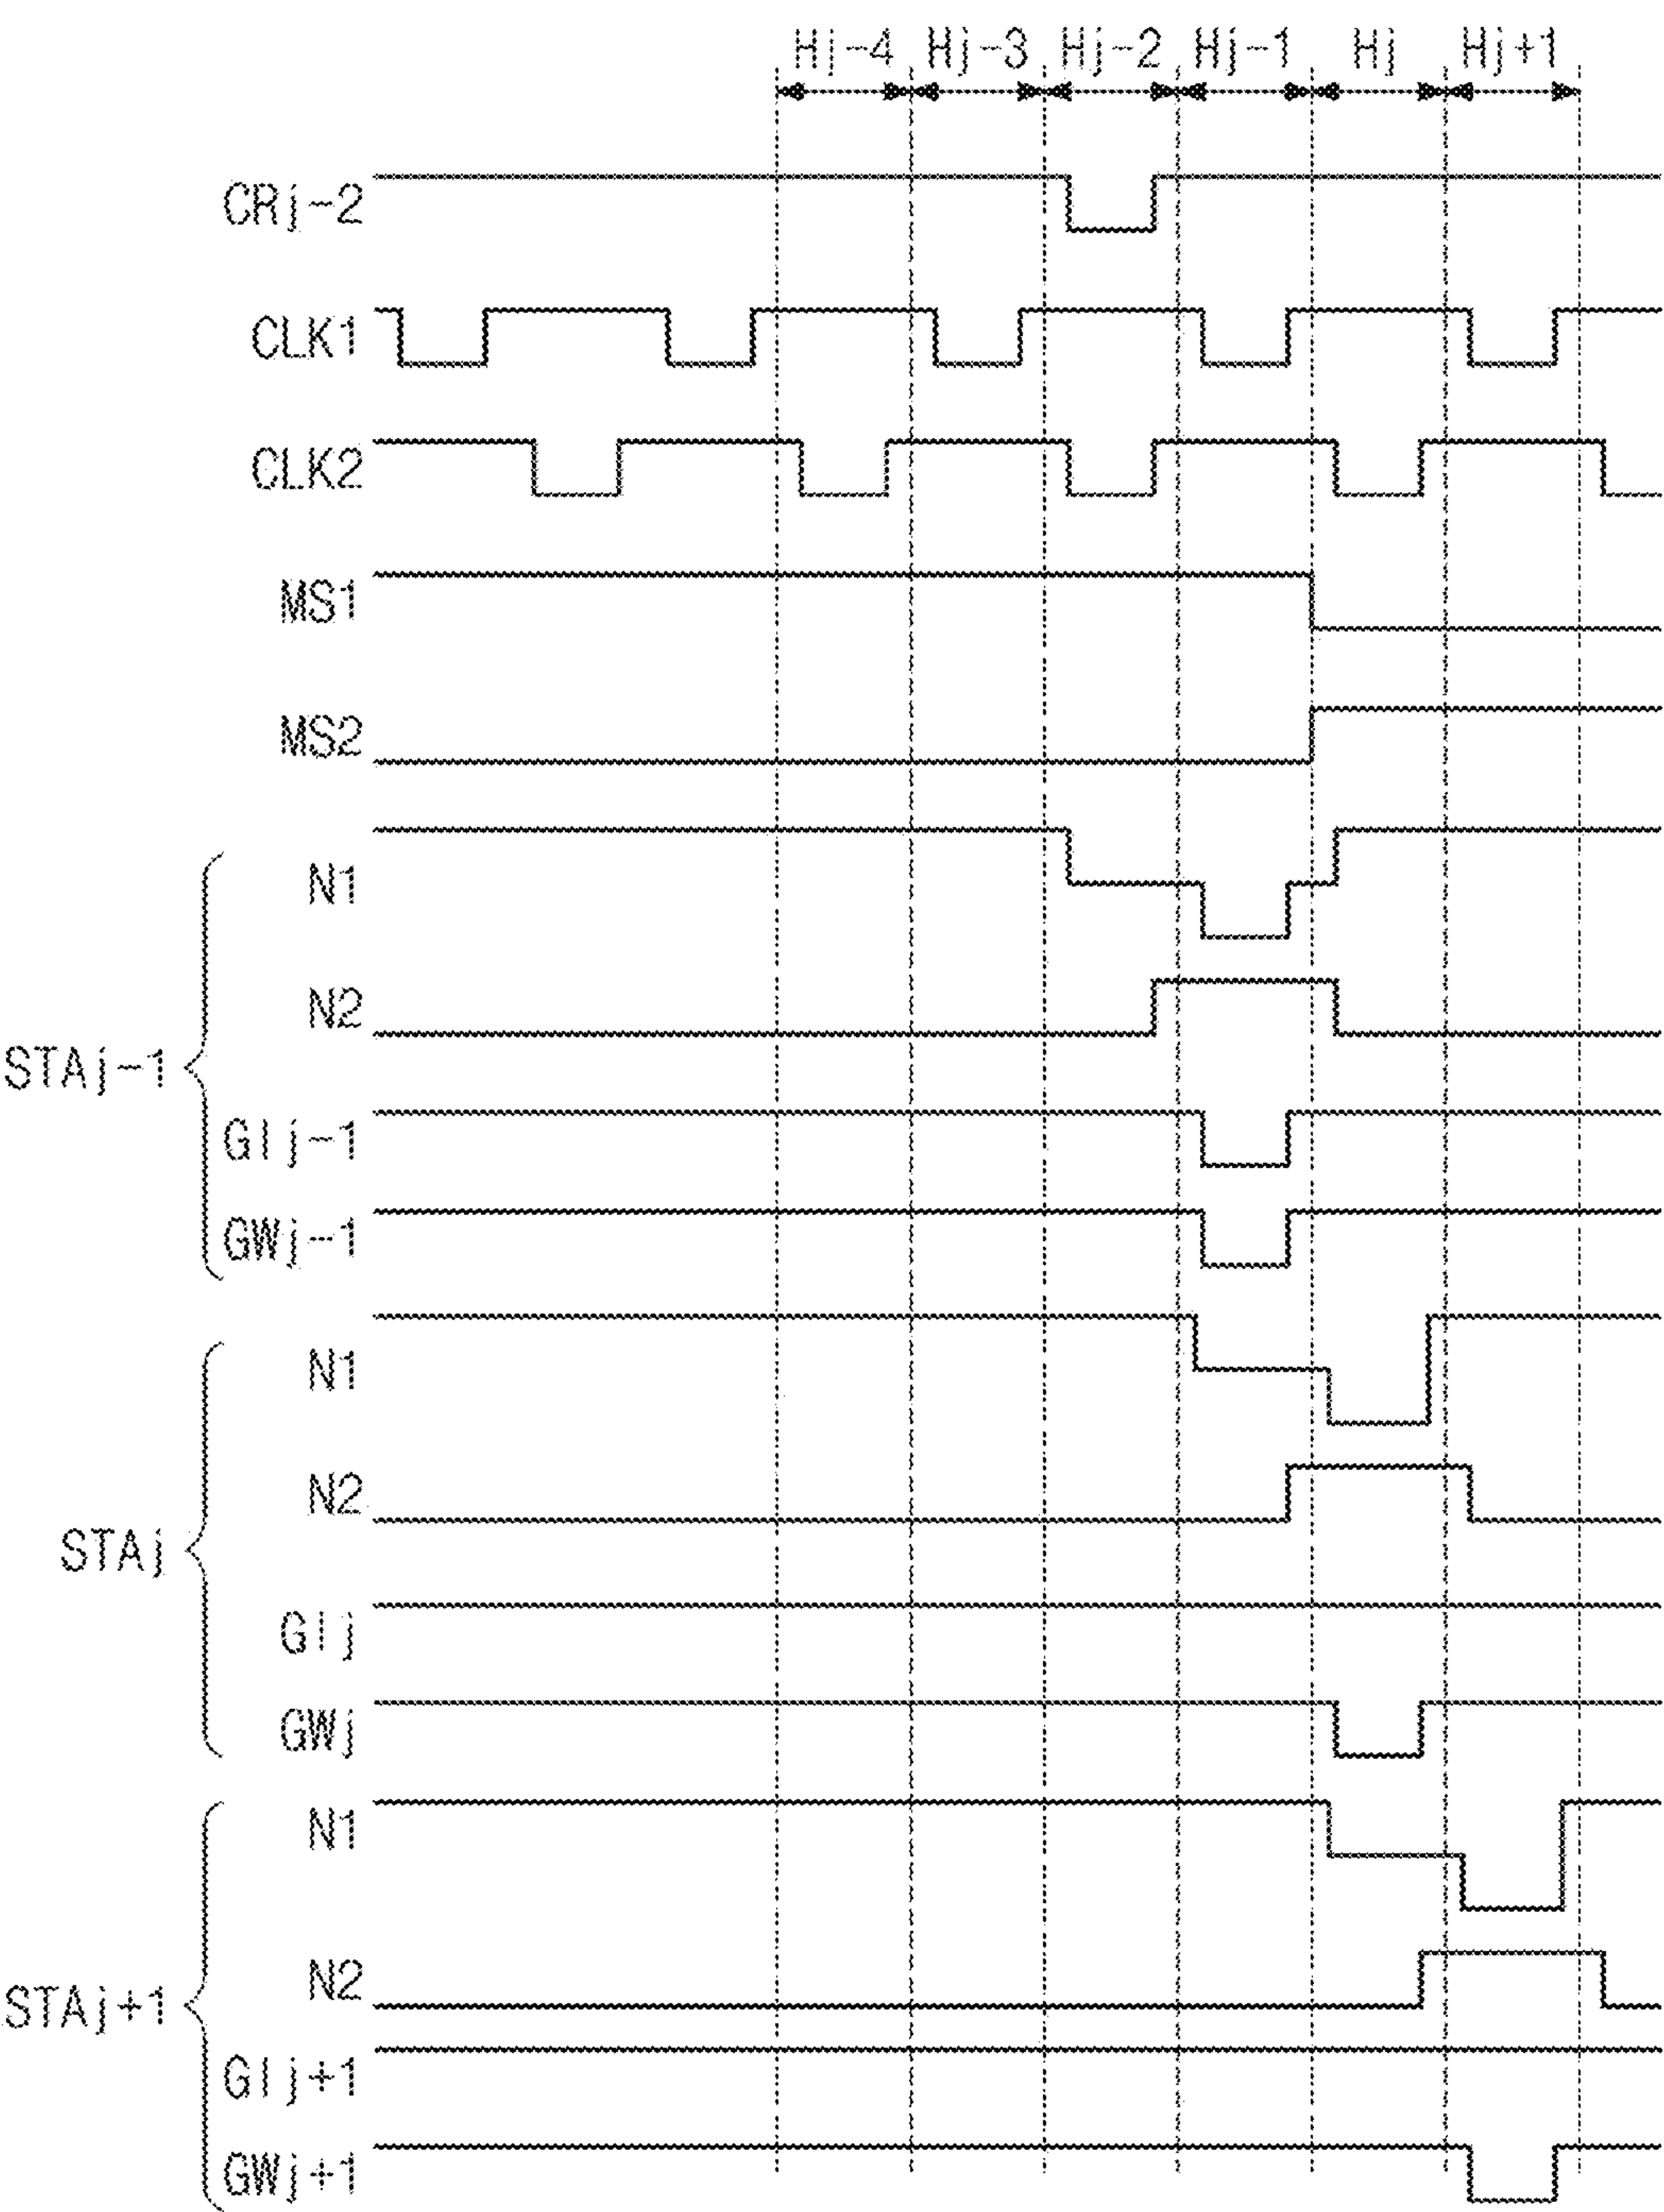 Hj-4 Hj-3 Hj-2 Hj-1 Hj Hj+1
CRj-2
CLK1
CLK2
MS1
MS2
STAj-1
N1
N2
GIj-1
GWj-1
STAj
N1
N2
GIj
GWj
STAj+1
N1
N2
GIj+1
GWj+1